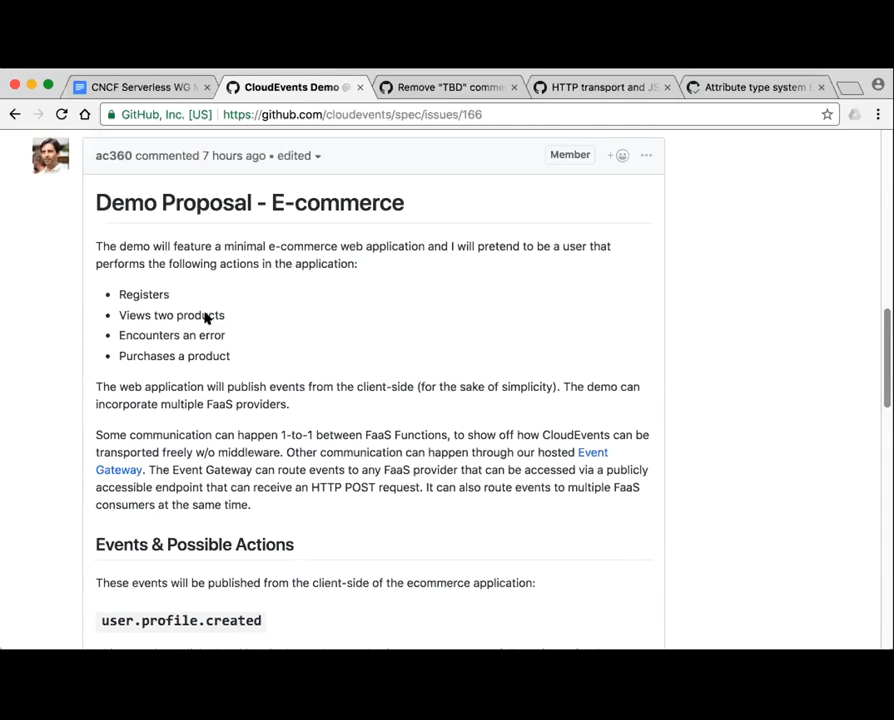 CNCF Serverless WG
CloudEvents Demo
Remove "TBD" comme
HTTP transport and JS
Attribute type system
GitHub, Inc. [US]
https://github.com/cloudevents/spec/issues/166
ac360 commented 7 hours ago • edited
Member
Demo Proposal - E-commerce
The demo will feature a minimal e-commerce web application and I will pretend to be a user that
performs the following actions in the application:
• Registers
• Views two products
• Encounters an error
• Purchases a product
The web application will publish events from the client-side (for the sake of simplicity). The demo can
incorporate multiple FaaS providers.
Some communication can happen 1-to-1 between FaaS Functions, to show off how CloudEvents can be
transported freely w/o middleware. Other communication can happen through our hosted Event
Gateway. The Event Gateway can route events to any FaaS provider that can be accessed via a publicly
accessible endpoint that can receive an HTTP POST request. It can also route events to multiple FaaS
consumers at the same time.
Events & Possible Actions
These events will be published from the client-side of the ecommerce application:
user.profile.created